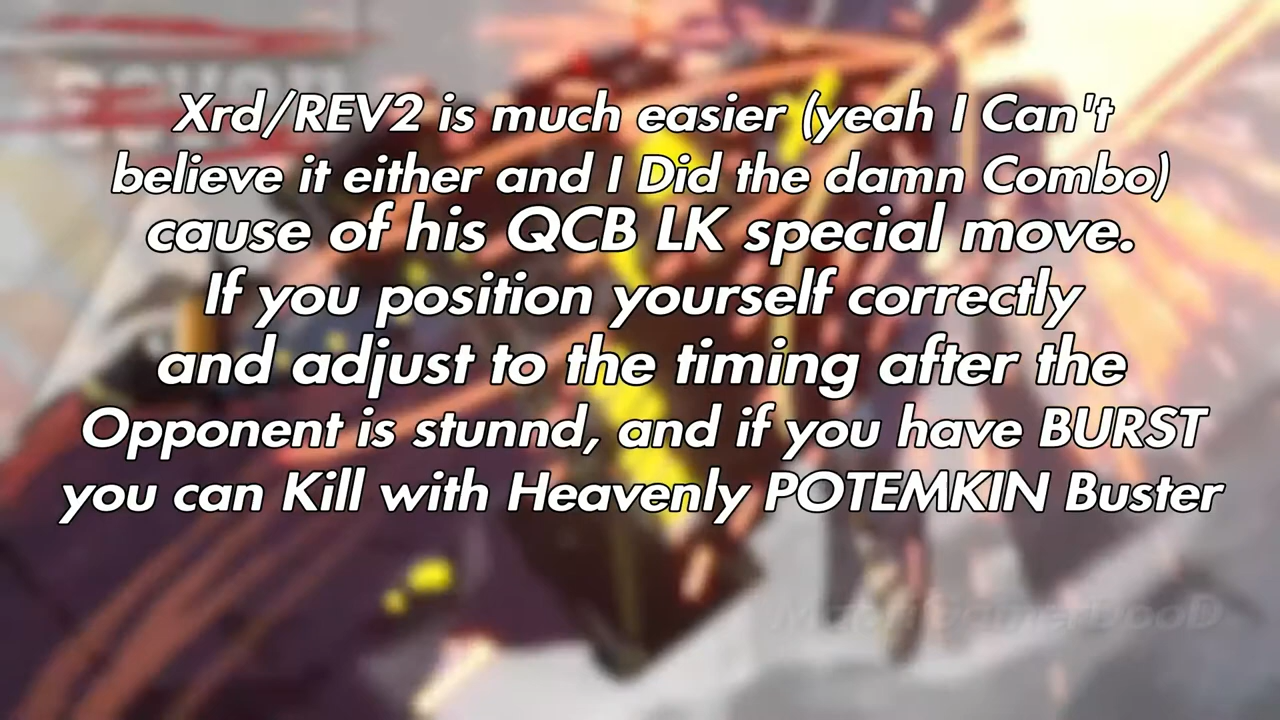 Xrd/REV2 is much easier (yeah I Can't
believe it either and I Did the damn Combo)
cause of his QCB LK special move.
If you position yourself correctly
and adjust to the timing after the
Opponent is stunnd, and if you have BURST
you can Kill with Heavenly POTEMKIN Buster